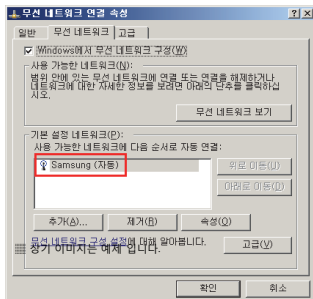 무선 네트워크 연결 속성
일반 무선 네트워크 고급
Windows에서 무선 네트워크 구성(W)
사용 가능한 네트워크(N):
범위 안에 있는 무선 네트워크에 연결 또는 연결을 해제하거나
네트워크에 대한 자세한 정보를 보려면 아래의 단추를 클릭하십
시오.
무선 네트워크 보기
기본 설정 네트워크(P):
사용 가능한 네트워크에 다음 순서로 자동 연결:
Samsung (자동)
위로 이동(U)
아래로 이동(D)
추가(A)... 제거(R) 속성(O)
무선 네트워크 구성 설정에 대해 알아봅니다.
고급(V)
상기 이미지는 예제 입니다.
확인 취소